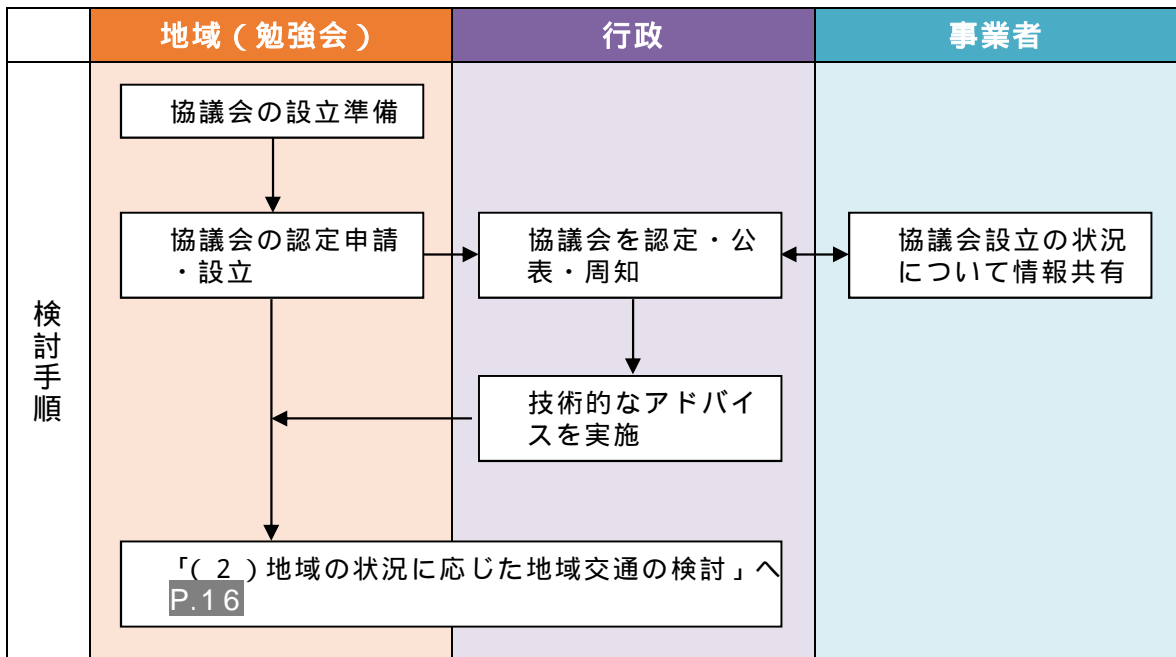 地域（勉強会）
行政
事業者
検討手順
協議会の設立準備
協議会の認定申請
・設立
協議会を認定・公
表・周知
協議会設立の状況
について情報共有
技術的なアドバイ
スを実施
「(２)地域の状況に応じた地域交通の検討」へ
P.16